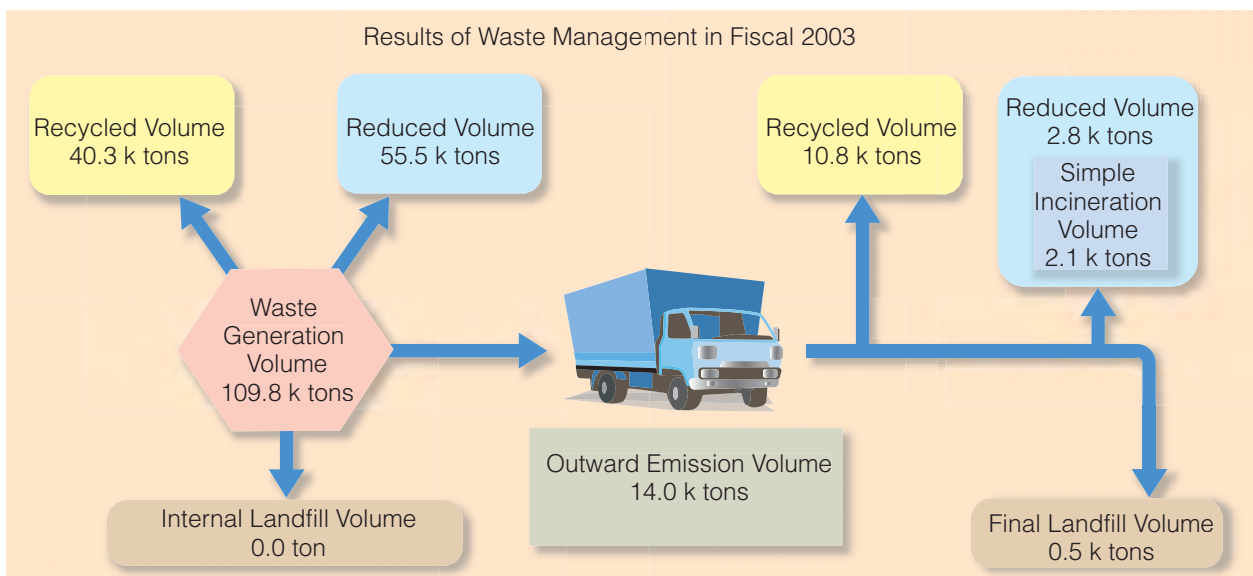 Results of Waste Management in Fiscal 2003
Recycled Volume
40.3 k tons
Reduced Volume
55.5 k tons
Recycled Volume
10.8 k tons
Reduced Volume
2.8 k tons
Simple
Incineration
Volume
2.1 k tons
Waste
Generation
Volume
109.8 k tons
Outward Emission Volume
14.0 k tons
Internal Landfill Volume
0.0 ton
Final Landfill Volume
0.5 k tons